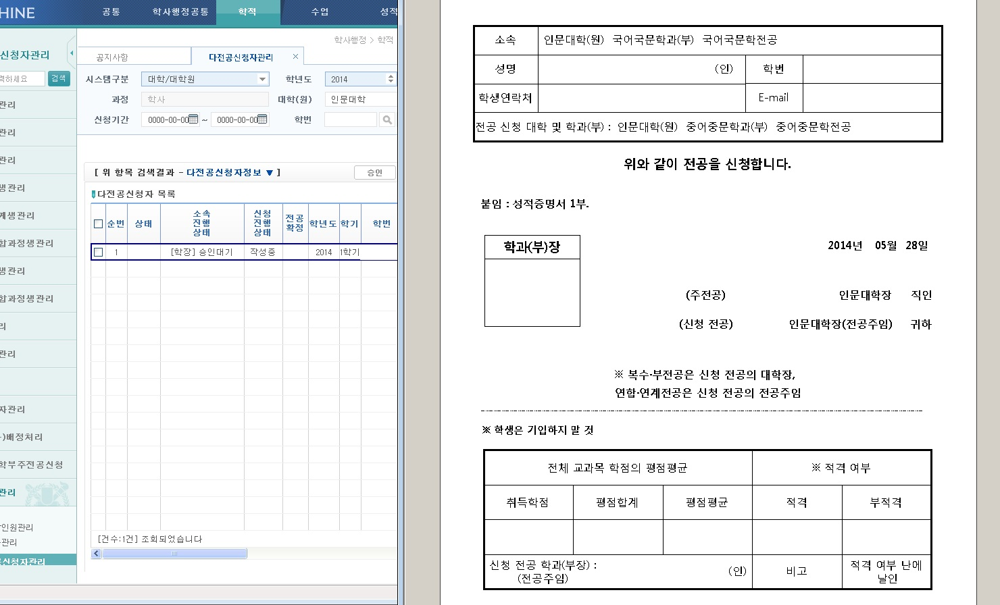 HINE
공통
학사행정공통
학적
수업
성적
학사행정 > 학적
신청자관리
력하세요
검색
공지사항
다전공신청자관리
시스템구분
대학/대학원
학년도
2014
과정
학사
대학(원)
인문대학
신청기간
0000-00-00 ~ 0000-00-00
학번
관리
관리
관리
생관리
계생관리
합과정생관리
생관리
합과정생관리
리
관리
자관리
)배정처리
학부주전공신청
관리
인원관리
관리
신청자관리
[ 위 항목 검색결과 - 다전공신청자정보 ▼ ]
승인
다전공신청자 목록
순번
상태
소속
진행
상태
신청
진행
상태
전공
확정
학년도
학기
학번
1
[학장] 승인대기
작성중
2014
1학기
[건수:1건] 조회되었습니다
소속
인문대학(원) 국어국문학과(부) 국어국문학전공
성명
(인)
학번
학생연락처
E-mail
전공 신청 대학 및 학과(부) : 인문대학(원) 중어중문학과(부) 중어중문학전공
위와 같이 전공을 신청합니다.
붙임 : 성적증명서 1부.
학과(부)장
2014년 05월 28일
(주전공) 인문대학장 직인
(신청 전공) 인문대학장(전공주임) 귀하
※ 복수·부전공은 신청 전공의 대학장,
연합·연계전공은 신청 전공의 전공주임
※ 학생은 기입하지 말 것
전체 교과목 학점의 평점평균
※ 적격 여부
취득학점
평점합계
평점평균
적격
부적격
신청 전공 학과(부장) :
(전공주임)
(인)
비고
적격 여부 난에
날인